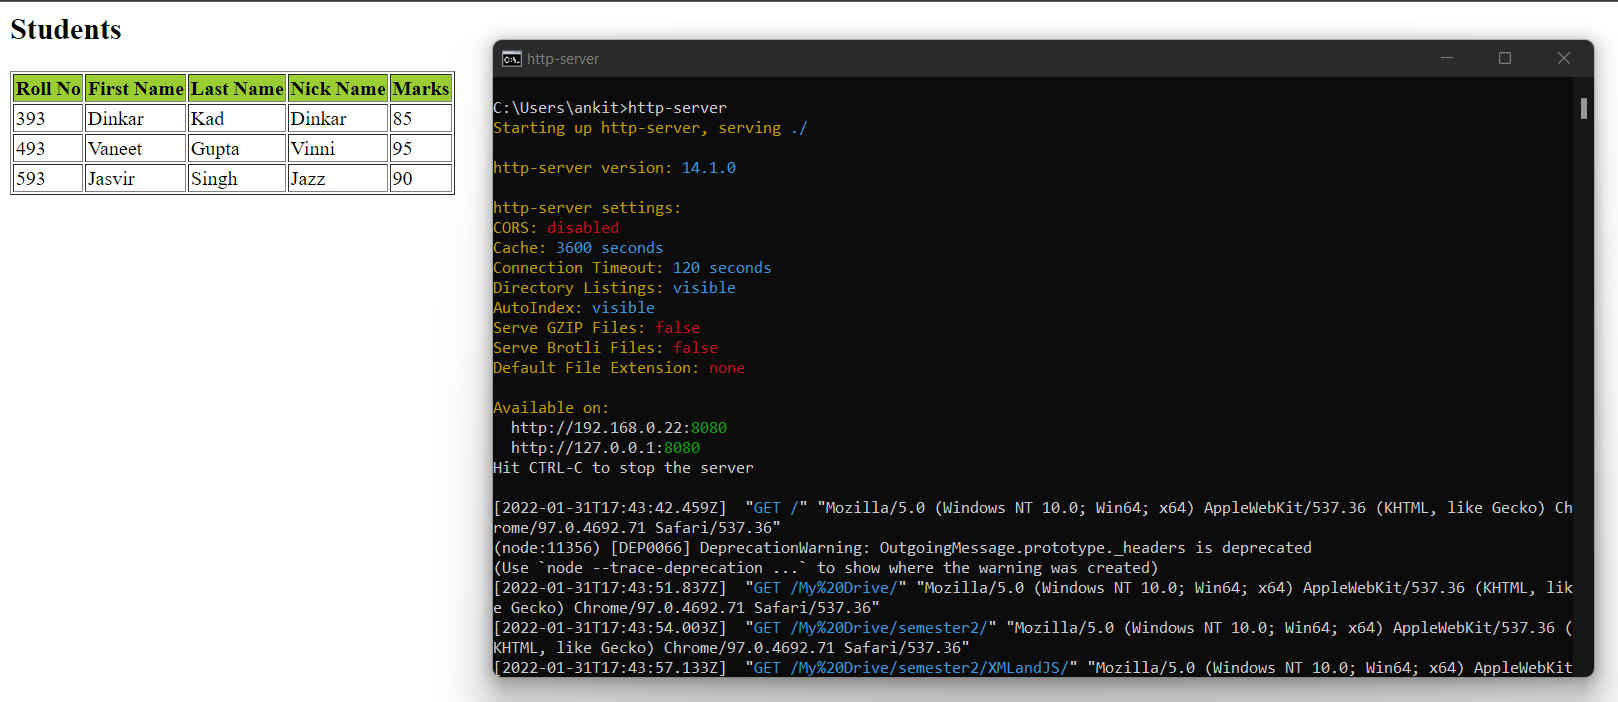 Students
Roll No First Name Last Name Nick Name Marks
393 Dinkar Kad Dinkar 85
493 Vaneet Gupta Vinni 95
593 Jasvir Singh Jazz 90
http-server
C:\Users\ankit>http-server
Starting up http-server, serving ./
http-server version: 14.1.0
http-server settings:
CORS: disabled
Cache: 3600 seconds
Connection Timeout: 120 seconds
Directory Listings: visible
AutoIndex: visible
Serve GZIP Files: false
Serve Brotli Files: false
Default File Extension: none
Available on:
http://192.168.0.22:8080
http://127.0.0.1:8080
Hit CTRL-C to stop the server
[2022-01-31T17:43:42.459Z]  "GET /" "Mozilla/5.0 (Windows NT 10.0; Win64; x64) AppleWebKit/537.36 (KHTML, like Gecko) Ch
rome/97.0.4692.71 Safari/537.36"
(node:11356) [DEP0066] DeprecationWarning: OutgoingMessage.prototype._headers is deprecated
(Use `node --trace-deprecation ...` to show where the warning was created)
[2022-01-31T17:43:51.837Z]  "GET /My%20Drive/" "Mozilla/5.0 (Windows NT 10.0; Win64; x64) AppleWebKit/537.36 (KHTML, lik
e Gecko) Chrome/97.0.4692.71 Safari/537.36"
[2022-01-31T17:43:54.003Z]  "GET /My%20Drive/semester2/" "Mozilla/5.0 (Windows NT 10.0; Win64; x64) AppleWebKit/537.36 (
KHTML, like Gecko) Chrome/97.0.4692.71 Safari/537.36"
[2022-01-31T17:43:57.133Z]  "GET /My%20Drive/semester2/XMLandJS/" "Mozilla/5.0 (Windows NT 10.0; Win64; x64) AppleWebKit